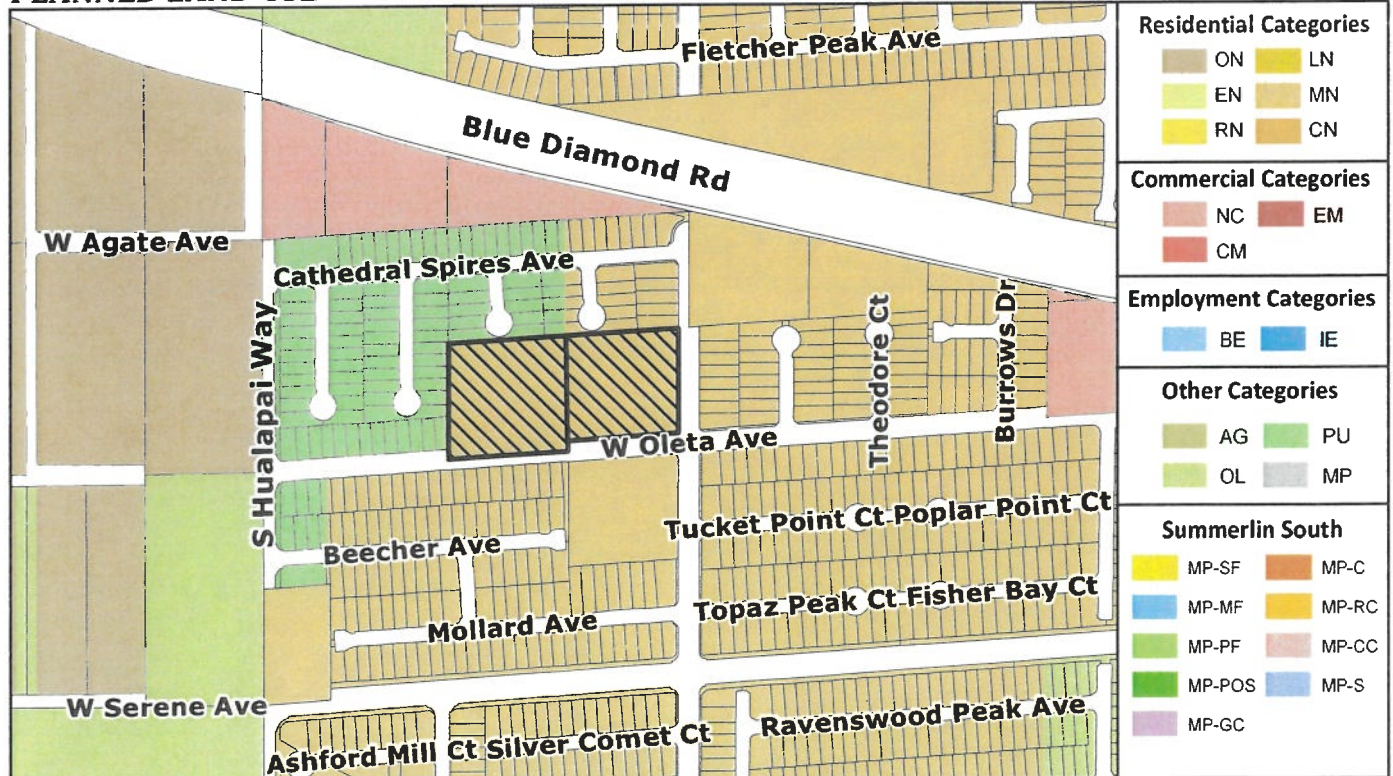 Fletcher Peak Ave
Blue Diamond Rd
W Agate Ave
Cathedral Spires Ave
S Hualapai Way
Theodore Ct
Burrows Dr
W Oleta Ave
Tucket Point Ct Poplar Point Ct
Beecher Ave
Topaz Peak Ct Fisher Bay Ct
Mollard Ave
W Serene Ave
Ravenswood Peak Ave
Ashford Mill Ct Silver Comet Ct
Residential Categories
ON LN
EN MN
RN CN
Commercial Categories
NC EM
CM
Employment Categories
BE IE
Other Categories
AG PU
OL MP
Summerlin South
MP-SF MP-C
MP-MF MP-RC
MP-PF MP-CC
MP-POS MP-S
MP-GC